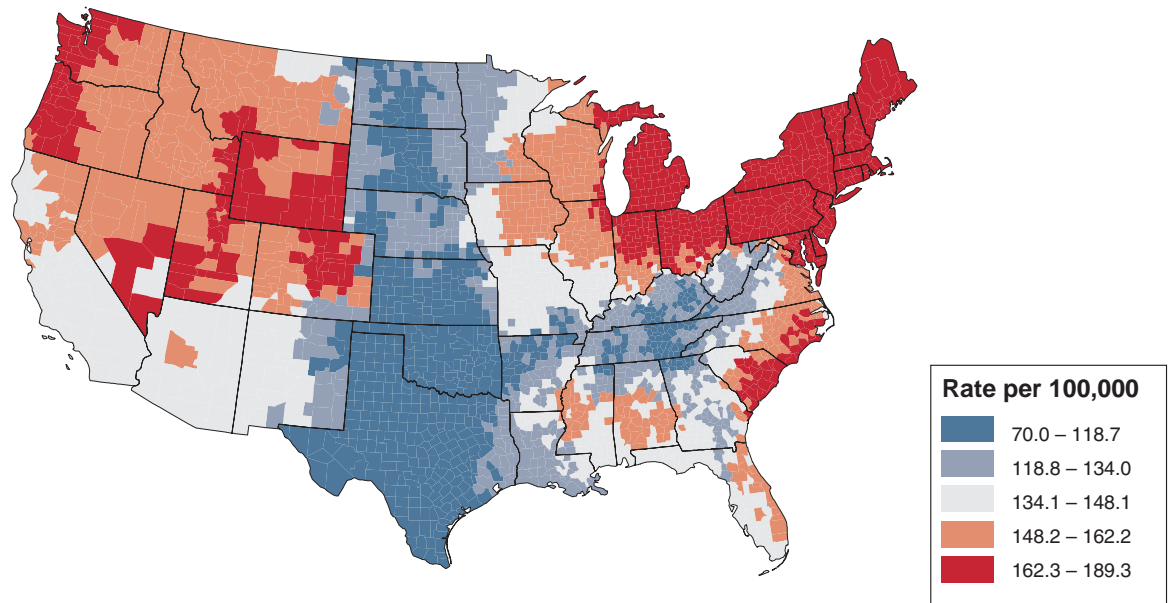 Rate per 100,000
70.0 – 118.7
118.8 – 134.0
134.1 – 148.1
148.2 – 162.2
162.3 – 189.3